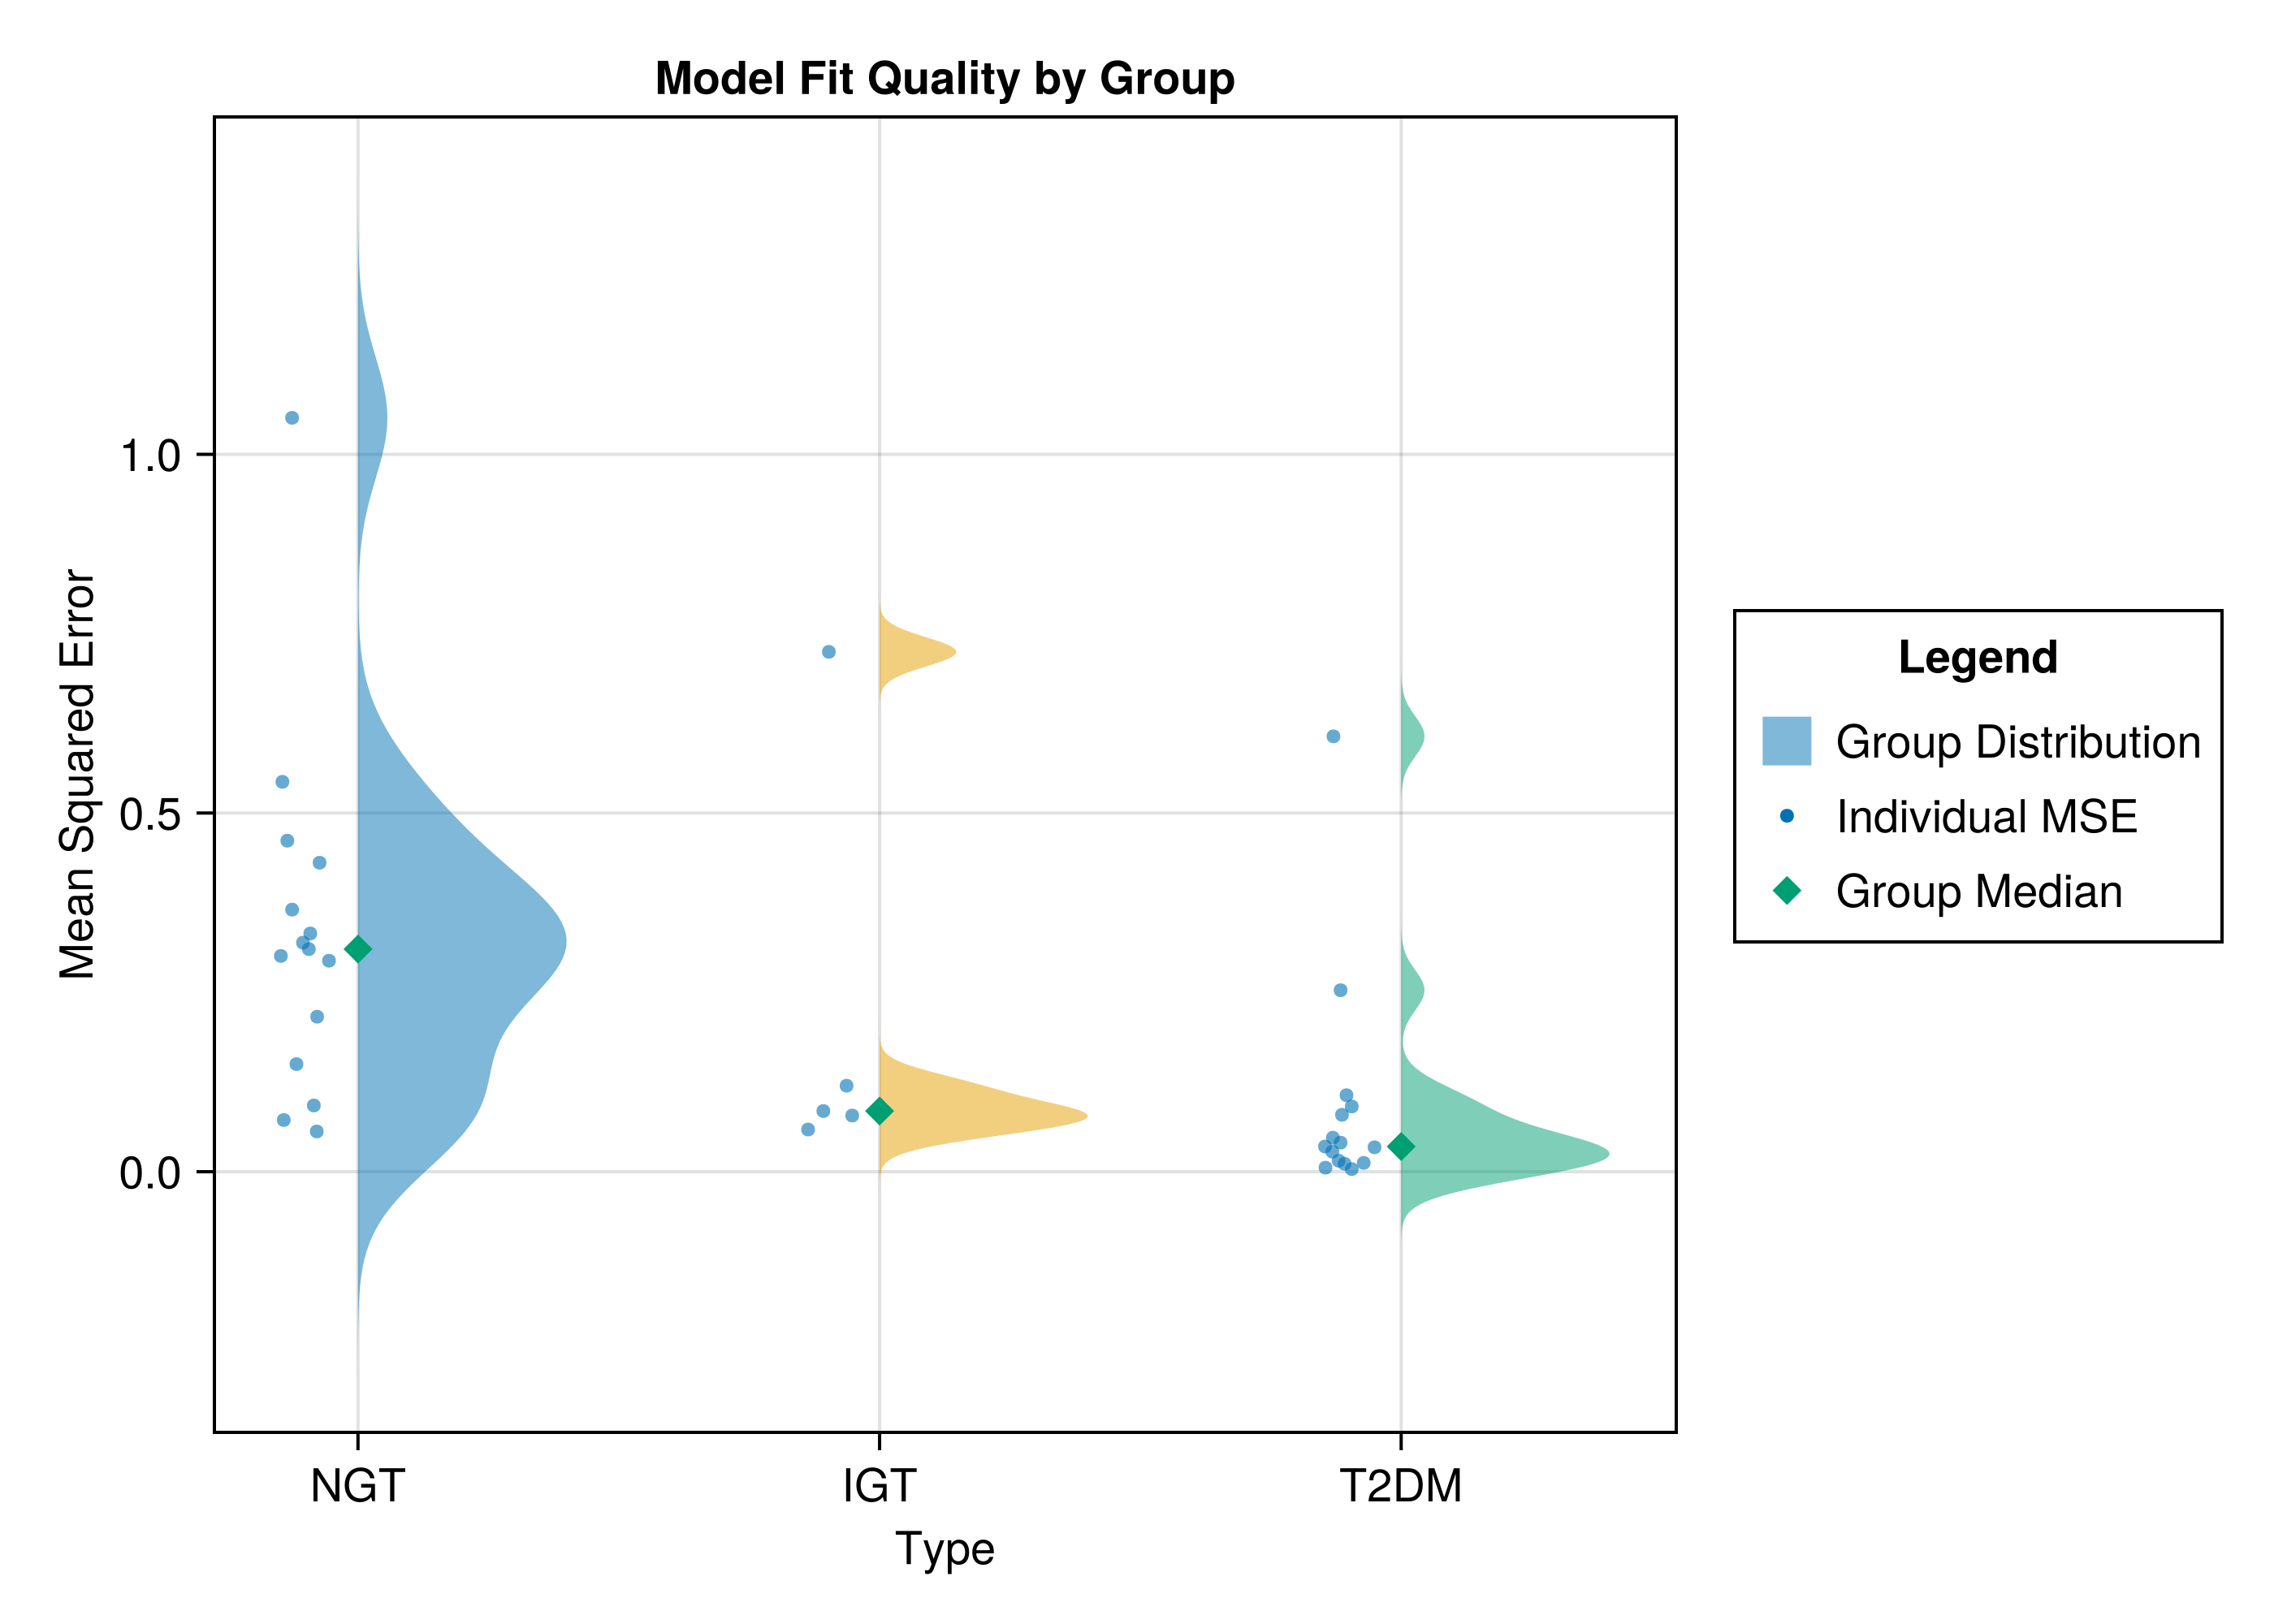 Model Fit Quality by Group
Mean Squared Error
1.0
0.5
0.0
NGT
IGT
T2DM
Type
Legend
Group Distribution
Individual MSE
Group Median